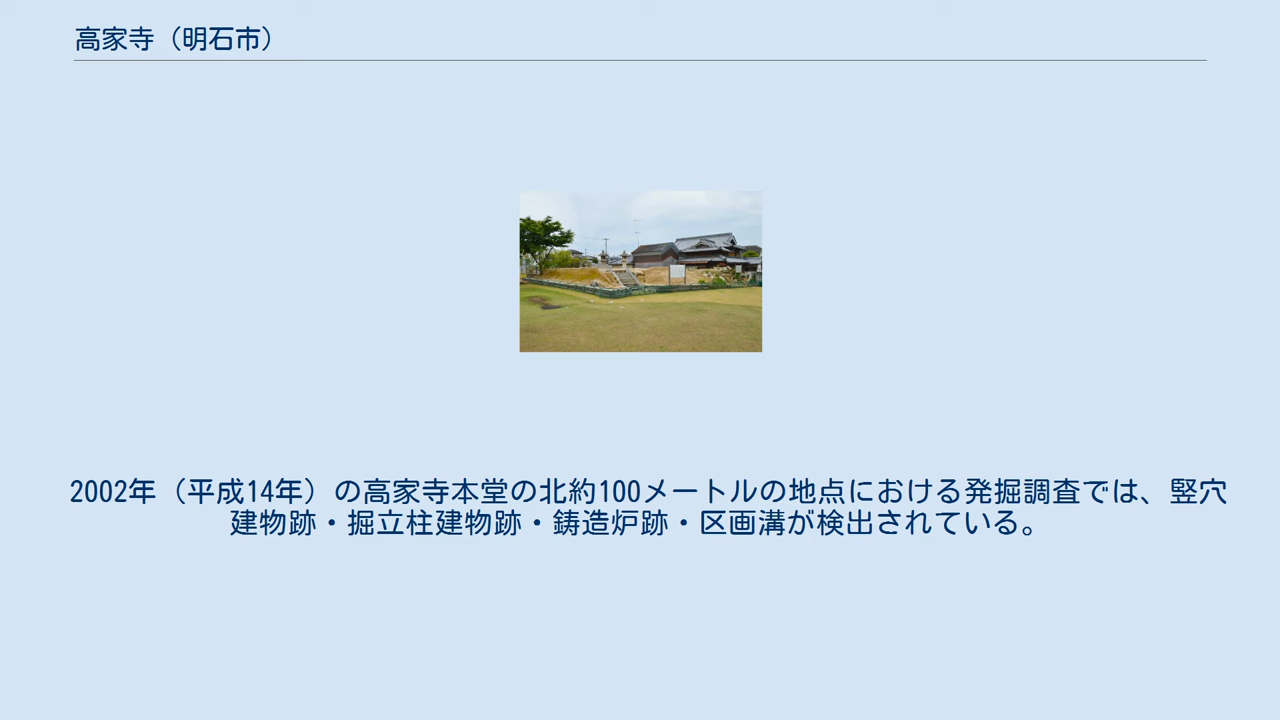 高家寺（明石市）
2002年（平成14年）の高家寺本堂の北約100メートルの地点における発掘調査では、竪穴
建物跡・掘立柱建物跡・鋳造炉跡・区画溝が検出されている。